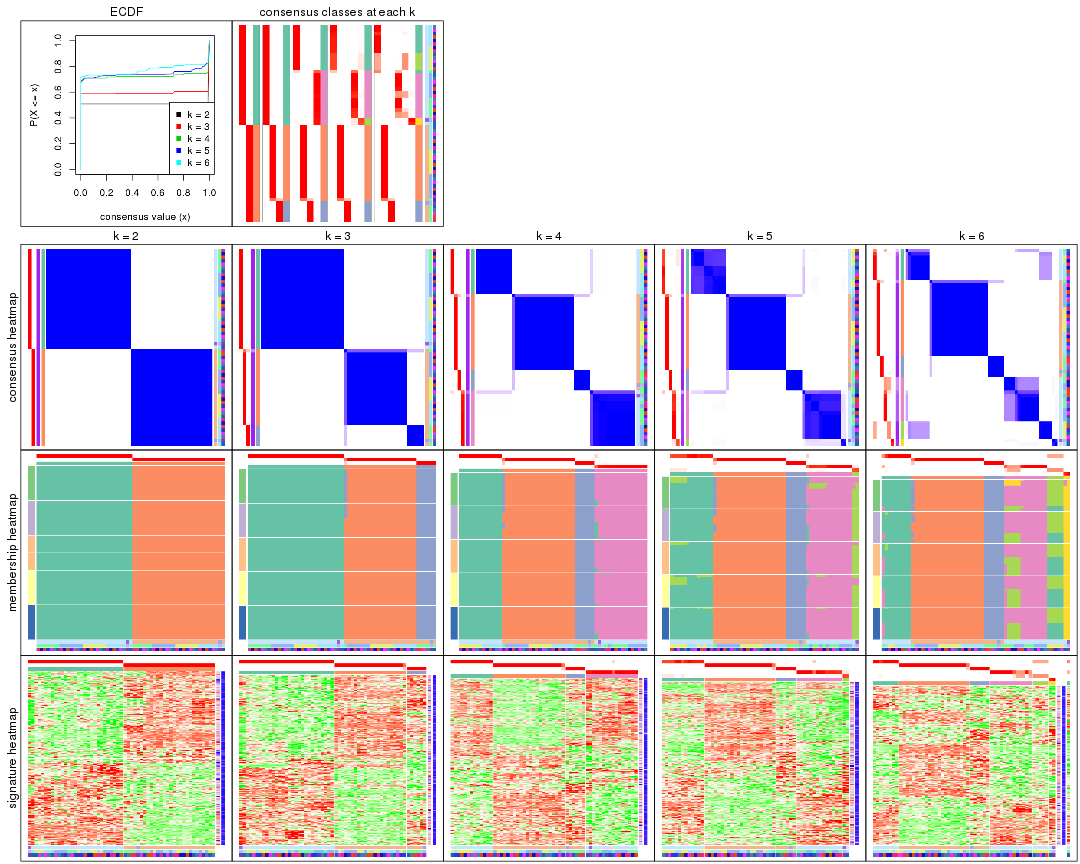 ECDF
consensus classes at each k
P(X <= x)
0.0 0.2 0.4 0.6 0.8 1.0
k = 2
k = 3
k = 4
k = 5
k = 6
0.0 0.2 0.4 0.6 0.8 1.0
consensus value (x)
k = 2
k = 3
k = 4
k = 5
k = 6
consensus heatmap
membership heatmap
signature heatmap